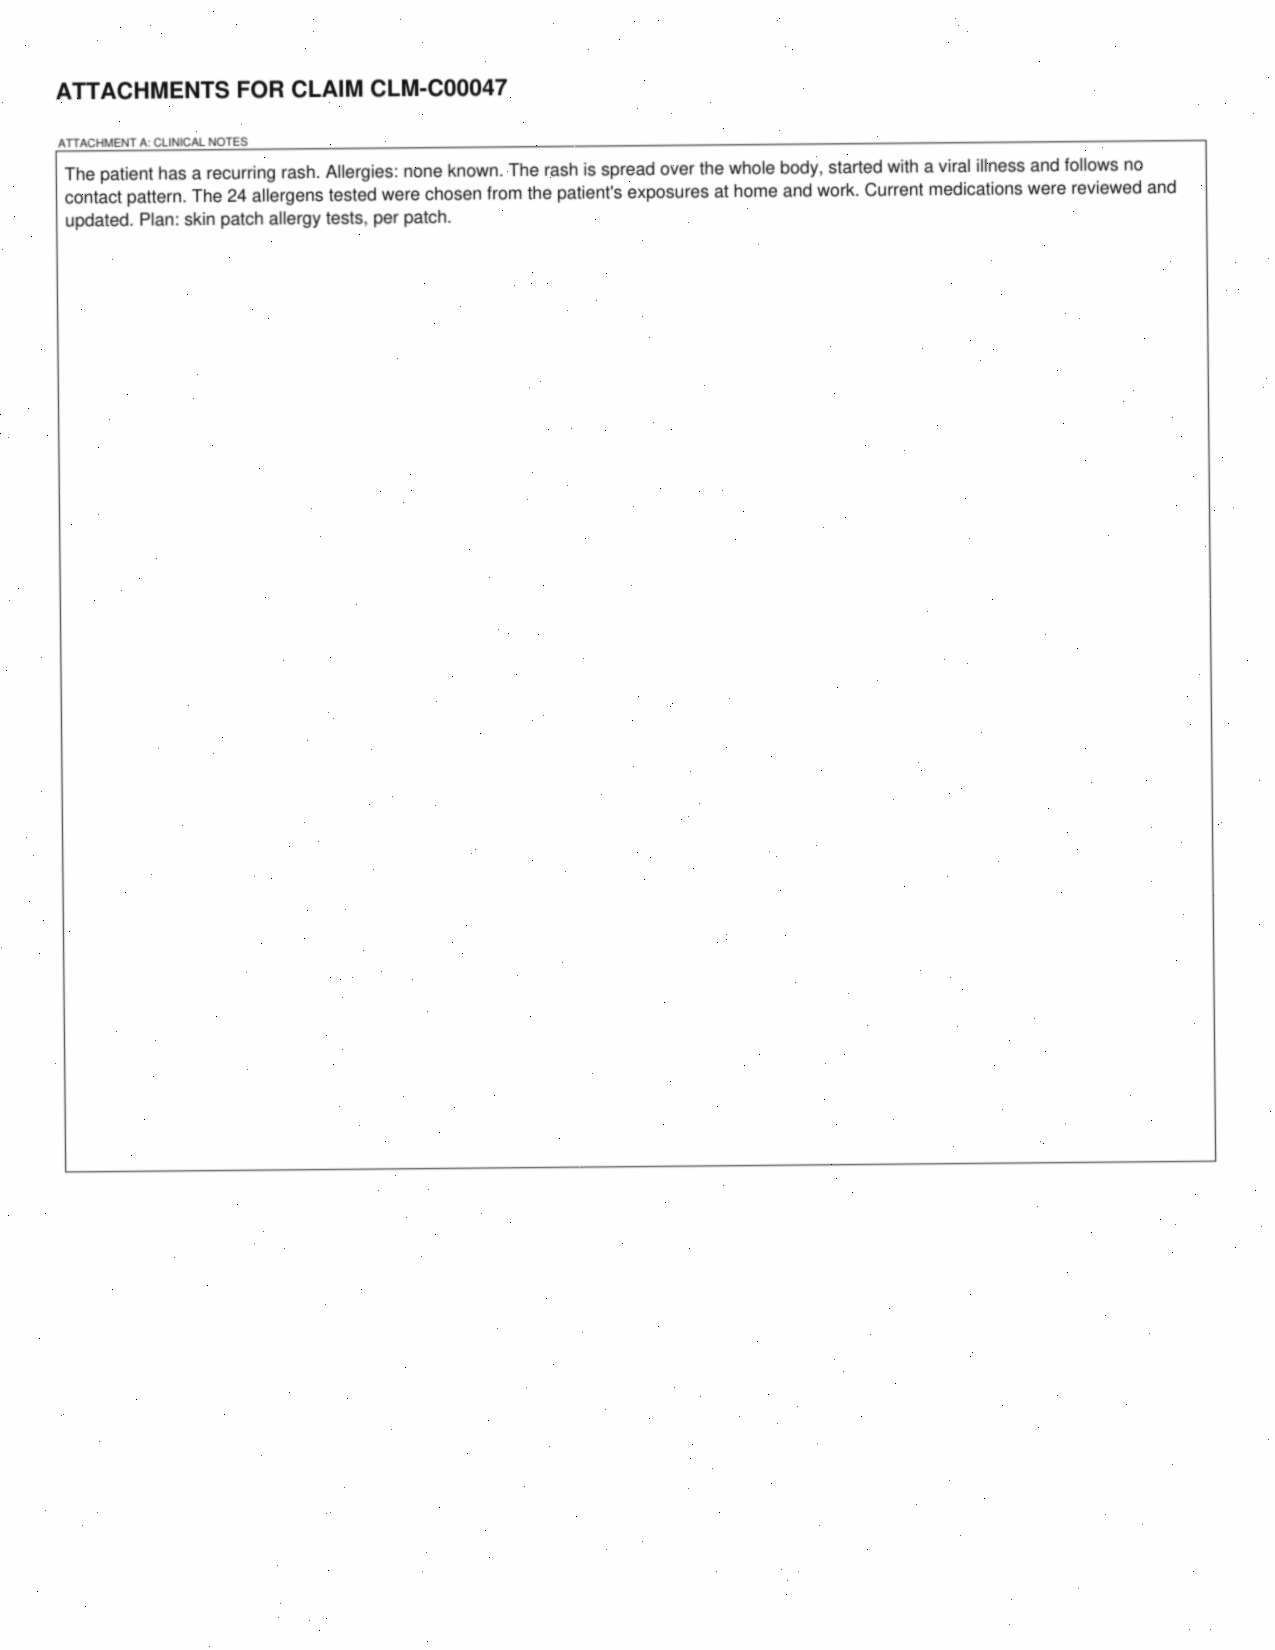 ATTACHMENTS FOR CLAIM CLM-C00047
ATTACHMENT A: CLINICAL NOTES
The patient has a recurring rash. Allergies: none known. The rash is spread over the whole body, started with a viral illness and follows no
contact pattern. The 24 allergens tested were chosen from the patient's exposures at home and work. Current medications were reviewed and
updated. Plan: skin patch allergy tests, per patch.